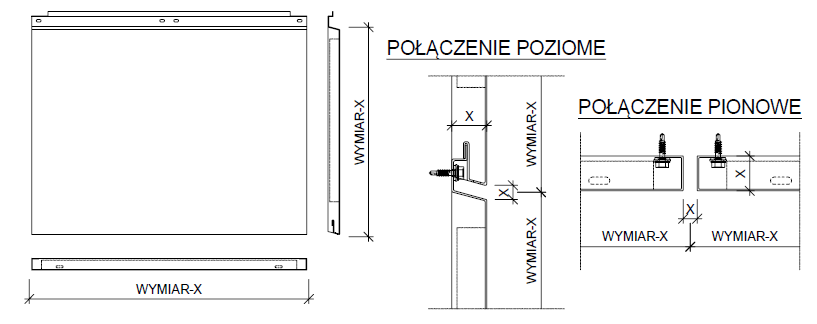 WYMIAR-X
WYMIAR-X
POŁĄCZENIE POZIOME
X
WYMIAR-X
X
WYMIAR-X
POŁĄCZENIE PIONOWE
X
X
WYMIAR-X WYMIAR-X